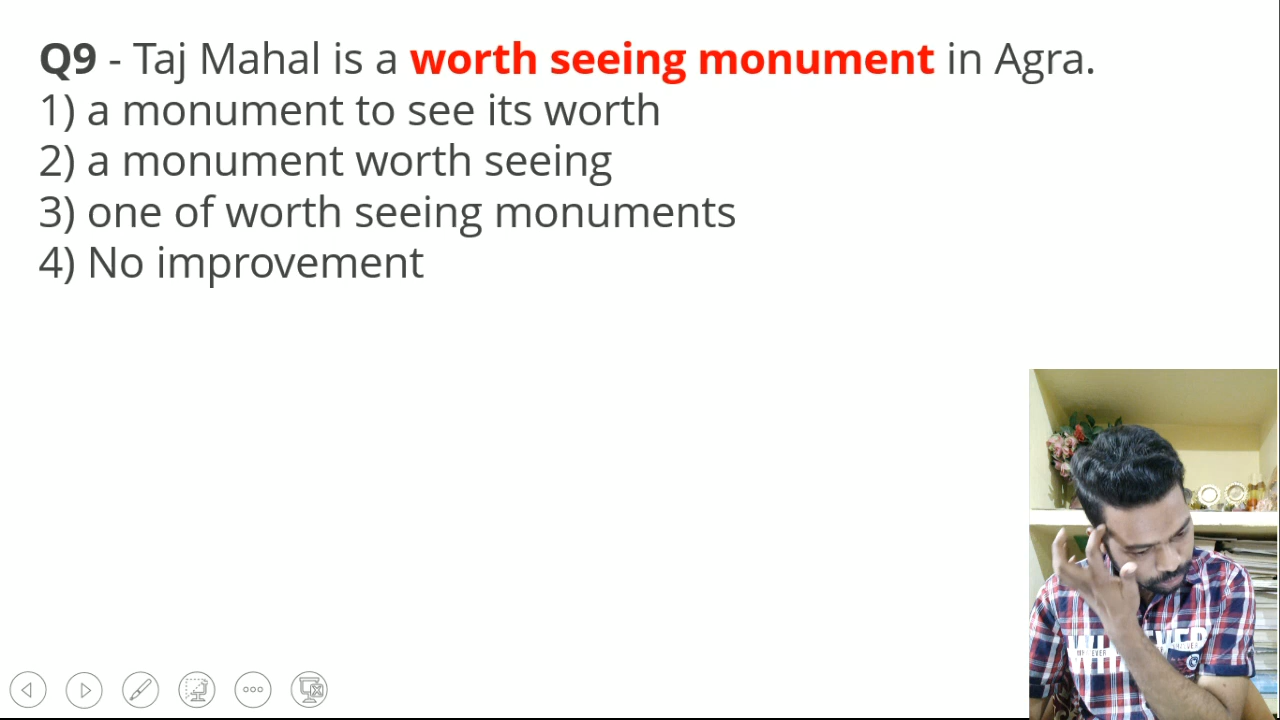 Q9 - Taj Mahal is a worth seeing monument in Agra.
1) a monument to see its worth
2) a monument worth seeing
3) one of worth seeing monuments
4) No improvement